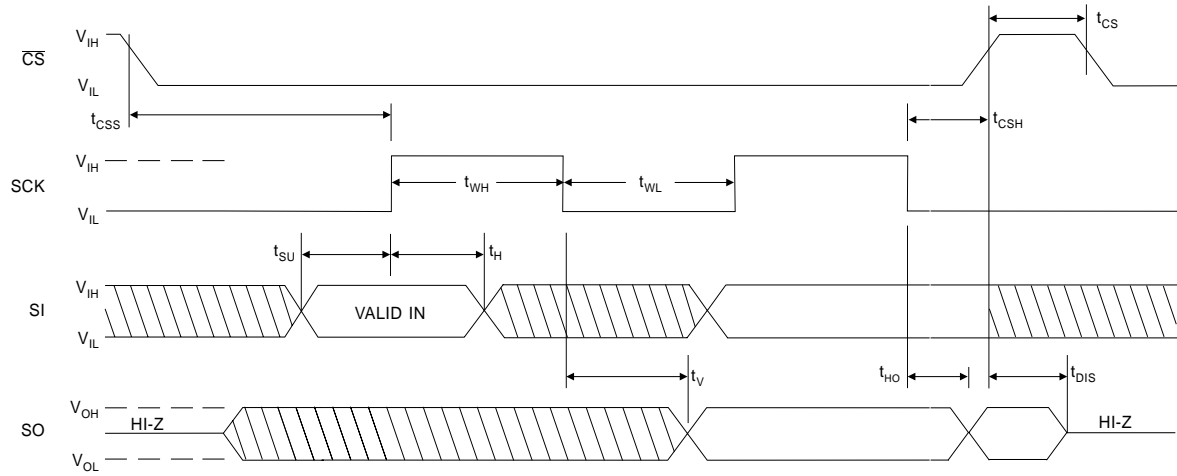 t_CS
V_IH
CS
V_IL
t_CSS
t_CSH
V_IH
SCK
t_WH
t_WL
V_IL
t_SU
t_H
V_IH
SI
VALID IN
V_IL
t_V
t_HO
t_DIS
V_OH
SO
HI-Z
HI-Z
V_OL